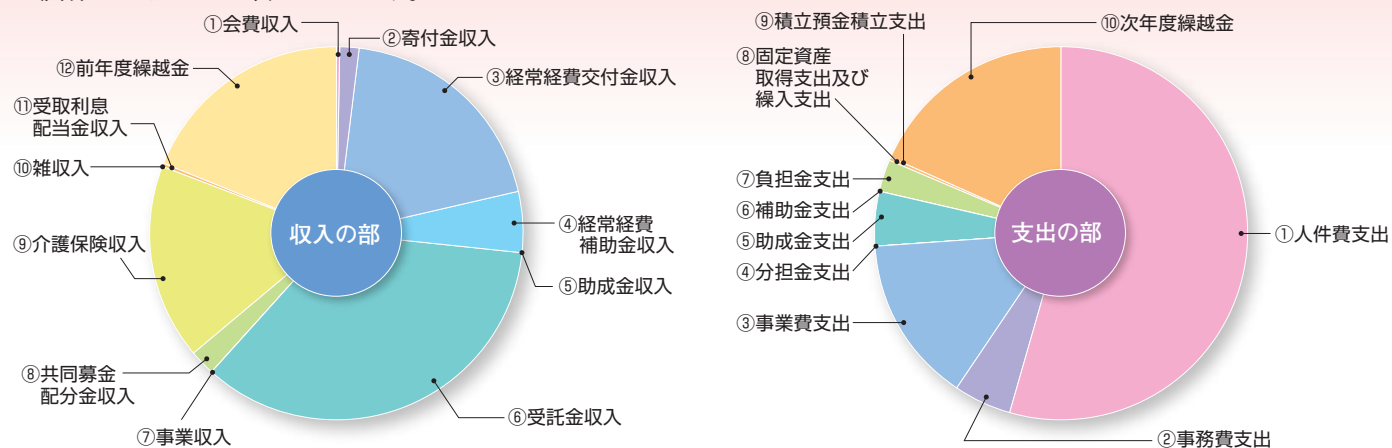 ①会費収入
②寄付金収入
③経常経費交付金収入
④経常経費
補助金収入
⑤助成金収入
⑥受託金収入
⑦事業収入
⑧共同募金
配分金収入
⑨介護保険収入
⑩雑収入
⑪受取利息
配当金収入
⑫前年度繰越金
収入の部
①人件費支出
②事務費支出
③事業費支出
④分担金支出
⑤助成金支出
⑥補助金支出
⑦負担金支出
⑧固定資産
取得支出及び
繰入支出
⑨積立預金積立支出
⑩次年度繰越金
支出の部